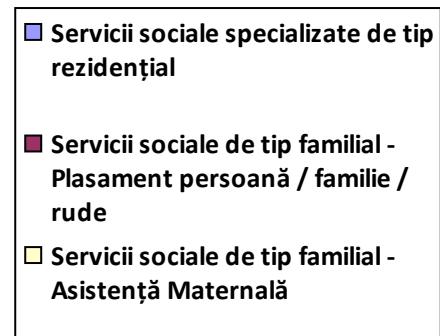 Servicii sociale specializate de tip
rezidențial
Servicii sociale de tip familial -
Plasament persoană / familie /
rude
Servicii sociale de tip familial -
Asistență Maternală